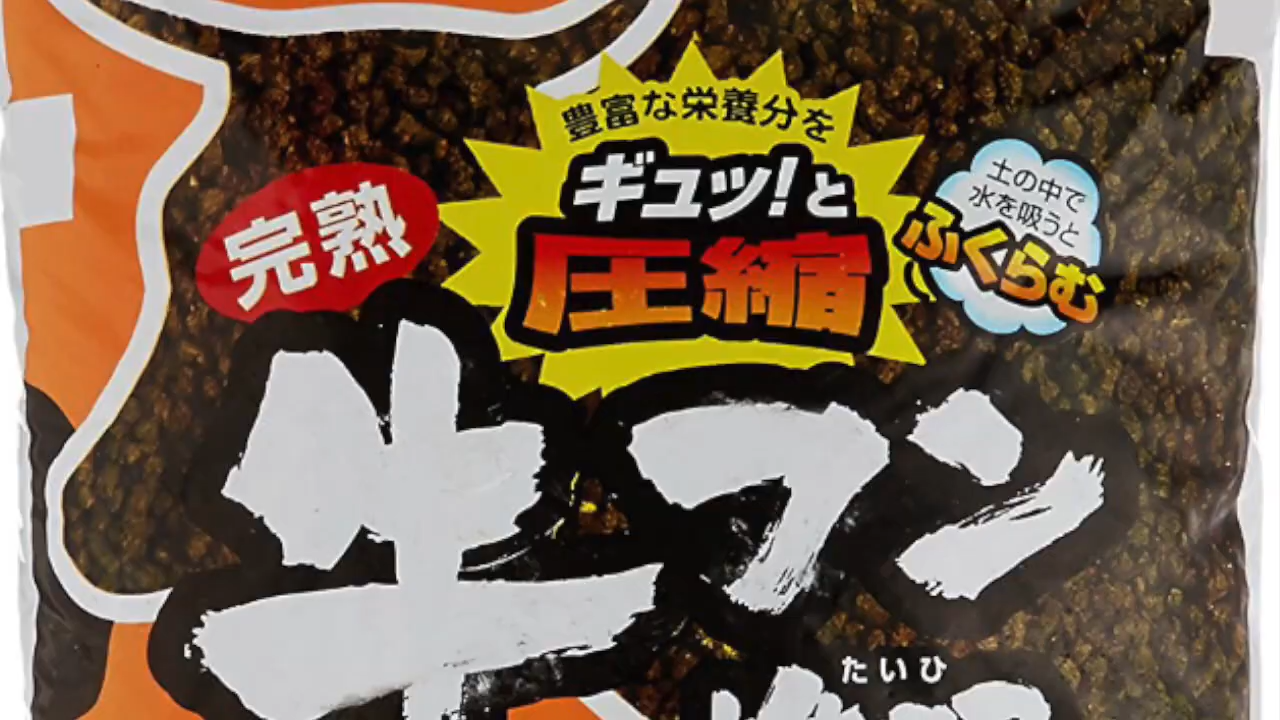 豊富な栄養分を
ギュッ!と
圧縮
完熟
土の中で
水を吸うと
ふくらむ
牛フン
たいひ